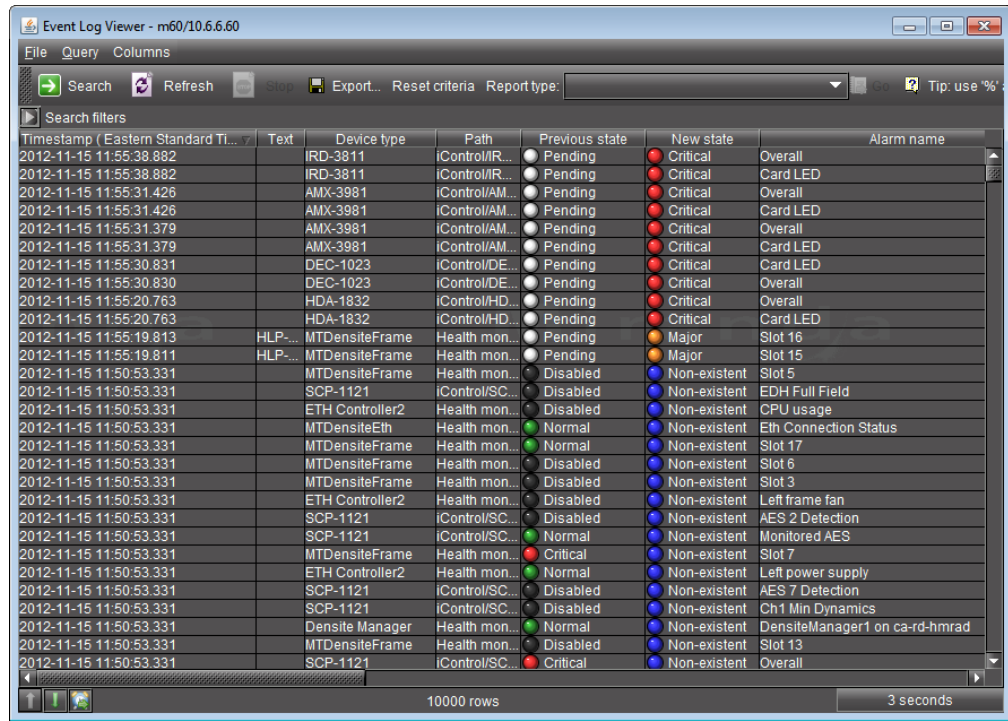 Event Log Viewer - m60/10.6.6.60
File Query Columns
Search Refresh Stop Export... Reset criteria Report type: Go Tip: use '%'
Search filters
Timestamp ( Eastern Standard Ti... Text Device type Path Previous state New state Alarm name
2012-11-15 11:55:38.882 IRD-3811 iControl/IR... Pending Critical Overall
2012-11-15 11:55:38.882 IRD-3811 iControl/IR... Pending Critical Card LED
2012-11-15 11:55:31.426 AMX-3981 iControl/AM... Pending Critical Overall
2012-11-15 11:55:31.426 AMX-3981 iControl/AM... Pending Critical Card LED
2012-11-15 11:55:31.379 AMX-3981 iControl/AM... Pending Critical Overall
2012-11-15 11:55:31.379 AMX-3981 iControl/AM... Pending Critical Card LED
2012-11-15 11:55:30.831 DEC-1023 iControl/DE... Pending Critical Card LED
2012-11-15 11:55:30.830 DEC-1023 iControl/DE... Pending Critical Overall
2012-11-15 11:55:20.763 HDA-1832 iControl/HD... Pending Critical Overall
2012-11-15 11:55:20.763 HDA-1832 iControl/HD... Pending Critical Card LED
2012-11-15 11:55:19.813 HLP-... MTDensiteFrame Health mon... Pending Major Slot 16
2012-11-15 11:55:19.811 HLP-... MTDensiteFrame Health mon... Pending Major Slot 15
2012-11-15 11:50:53.331 MTDensiteFrame Health mon... Disabled Non-existent Slot 5
2012-11-15 11:50:53.331 SCP-1121 iControl/SC... Disabled Non-existent EDH Full Field
2012-11-15 11:50:53.331 ETH Controller2 Health mon... Disabled Non-existent CPU usage
2012-11-15 11:50:53.331 MTDensiteEth Health mon... Normal Non-existent Eth Connection Status
2012-11-15 11:50:53.331 MTDensiteFrame Health mon... Normal Non-existent Slot 17
2012-11-15 11:50:53.331 MTDensiteFrame Health mon... Disabled Non-existent Slot 6
2012-11-15 11:50:53.331 MTDensiteFrame Health mon... Disabled Non-existent Slot 3
2012-11-15 11:50:53.331 ETH Controller2 Health mon... Disabled Non-existent Left frame fan
2012-11-15 11:50:53.331 SCP-1121 iControl/SC... Disabled Non-existent AES 2 Detection
2012-11-15 11:50:53.331 SCP-1121 iControl/SC... Normal Non-existent Monitored AES
2012-11-15 11:50:53.331 MTDensiteFrame Health mon... Critical Non-existent Slot 7
2012-11-15 11:50:53.331 ETH Controller2 Health mon... Normal Non-existent Left power supply
2012-11-15 11:50:53.331 SCP-1121 iControl/SC... Disabled Non-existent AES 7 Detection
2012-11-15 11:50:53.331 SCP-1121 iControl/SC... Disabled Non-existent Ch1 Min Dynamics
2012-11-15 11:50:53.331 Densite Manager Health mon... Normal Non-existent DensiteManager1 on ca-rd-hmrad
2012-11-15 11:50:53.331 MTDensiteFrame Health mon... Disabled Non-existent Slot 13
2012-11-15 11:50:53.331 SCP-1121 iControl/SC... Critical Non-existent Overall
10000 rows 3 seconds